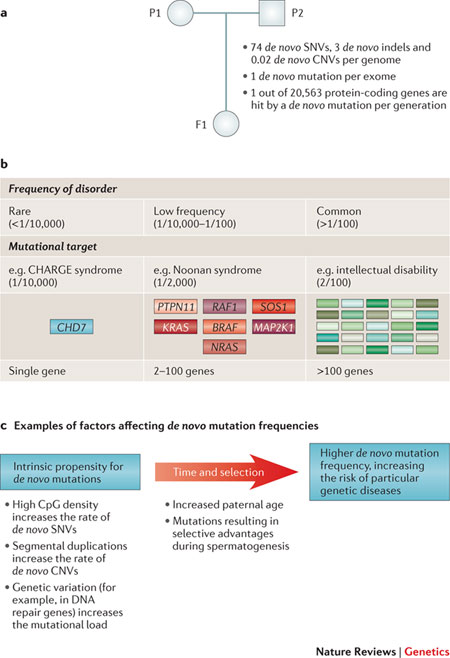 a
P1
P2
• 74 de novo SNVs, 3 de novo indels and
0.02 de novo CNVs per genome
• 1 de novo mutation per exome
• 1 out of 20,563 protein-coding genes are
hit by a de novo mutation per generation
F1
b
Frequency of disorder
Rare
(<1/10,000)
Low frequency
(1/10,000–1/100)
Common
(>1/100)
Mutational target
e.g. CHARGE syndrome
(1/10,000)
e.g. Noonan syndrome
(1/2,000)
e.g. intellectual disability
(2/100)
CHD7
PTPN11 RAF1 SOS1
KRAS BRAF MAP2K1
NRAS
Single gene
2–100 genes
>100 genes
c Examples of factors affecting de novo mutation frequencies
Intrinsic propensity for
de novo mutations
• High CpG density
increases the rate of
de novo SNVs
• Segmental duplications
increase the rate of
de novo CNVs
• Genetic variation (for
example, in DNA
repair genes) increases
the mutational load
Time and selection
• Increased paternal age
• Mutations resulting in
selective advantages
during spermatogenesis
Higher de novo mutation
frequency, increasing
the risk of particular
genetic diseases
Nature Reviews | Genetics